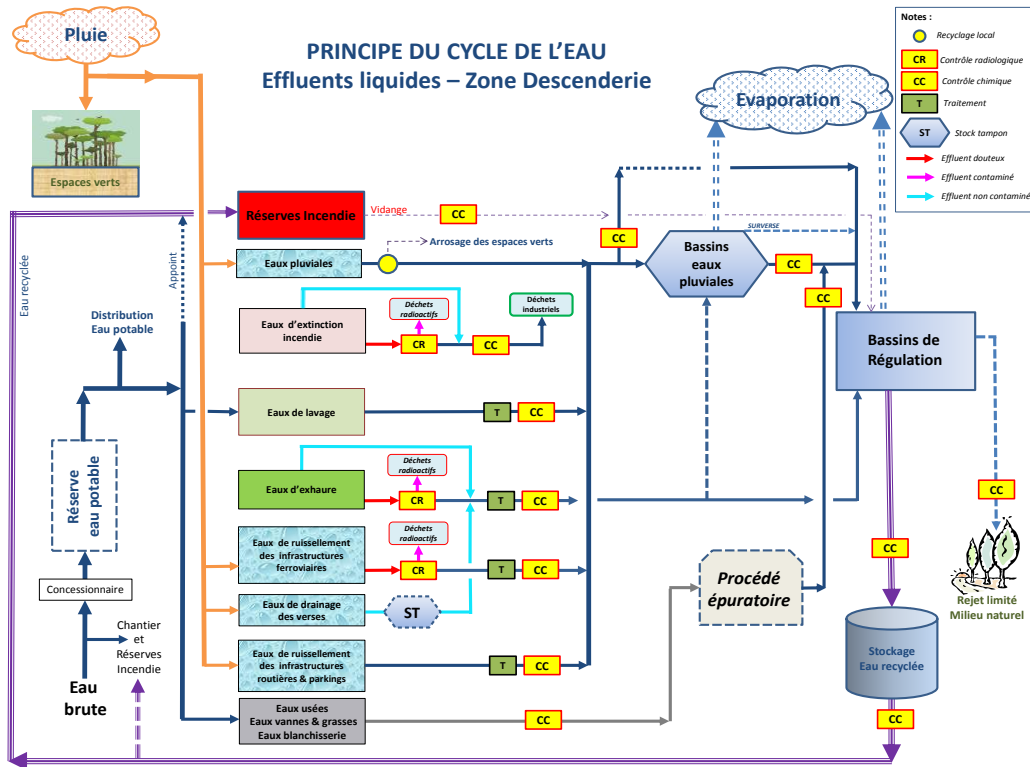 Pluie
PRINCIPE DU CYCLE DE L'EAU
Effluents liquides – Zone Descenderie
Evaporation
Notes :
Recyclage local
CR
Contrôle radiologique
CC
Contrôle chimique
T
Traitement
ST
Stock tampon
Effluent douteux
Effluent contaminé
Effluent non contaminé
Espaces verts
Réserves Incendie
Vidange
CC
CC
SURVERSE
Arrosage des espaces verts
Eaux pluviales
Bassins
eaux
pluviales
CC
CC
Eau recyclée
Appoint
Distribution
Eau potable
Déchets
radioactifs
Déchets
industriels
Eaux d'extinction
incendie
CR
CC
Bassins de
Régulation
Eaux de lavage
T
CC
Réserve
eau potable
Déchets
radioactifs
Eaux d'exhaure
CR
T
CC
CC
Déchets
radioactifs
Eaux de ruissellement
des infrastructures
ferroviaires
CR
T
CC
CC
Concessionnaire
Procédé
épuratoire
Rejet limité
Milieu naturel
Eaux de drainage
des verses
ST
Chantier
et
Réserves
Incendie
Eau
brute
Eaux de ruissellement
des infrastructures
routières & parkings
T
CC
Stockage
Eau recyclée
Eaux usées
Eaux vannes & grasses
Eaux blanchisserie
CC
CC